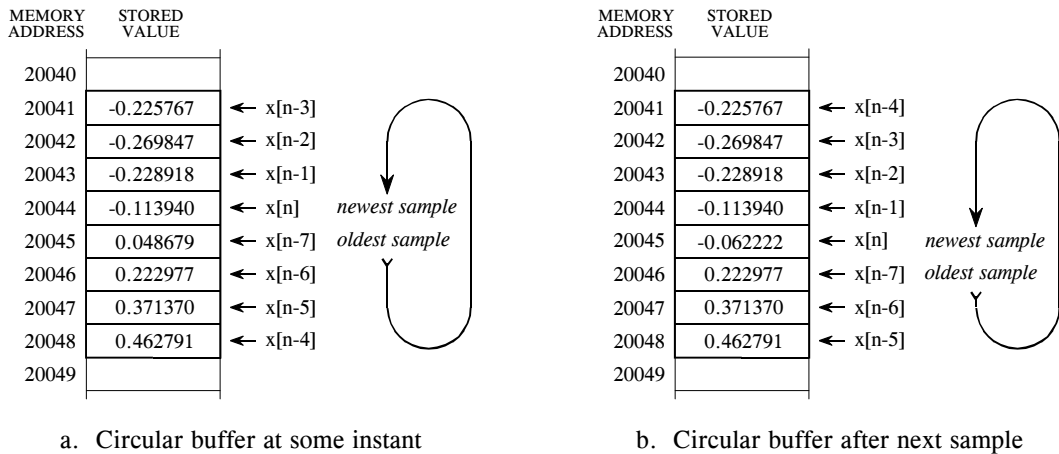 MEMORY ADDRESS STORED VALUE
20040
20041 -0.225767 x[n-3]
20042 -0.269847 x[n-2]
20043 -0.228918 x[n-1]
20044 -0.113940 x[n] newest sample
20045 0.048679 x[n-7] oldest sample
20046 0.222977 x[n-6]
20047 0.371370 x[n-5]
20048 0.462791 x[n-4]
20049
a. Circular buffer at some instant
MEMORY ADDRESS STORED VALUE
20040
20041 -0.225767 x[n-4]
20042 -0.269847 x[n-3]
20043 -0.228918 x[n-2]
20044 -0.113940 x[n-1]
20045 -0.062222 x[n] newest sample
20046 0.222977 x[n-7] oldest sample
20047 0.371370 x[n-6]
20048 0.462791 x[n-5]
20049
b. Circular buffer after next sample